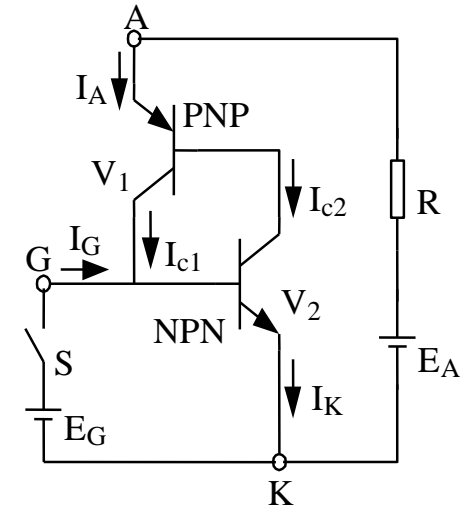 A
I_A
PNP
V_1
I_c2
R
I_G
I_c1
G
V_2
NPN
S
E_A
I_K
E_G
K